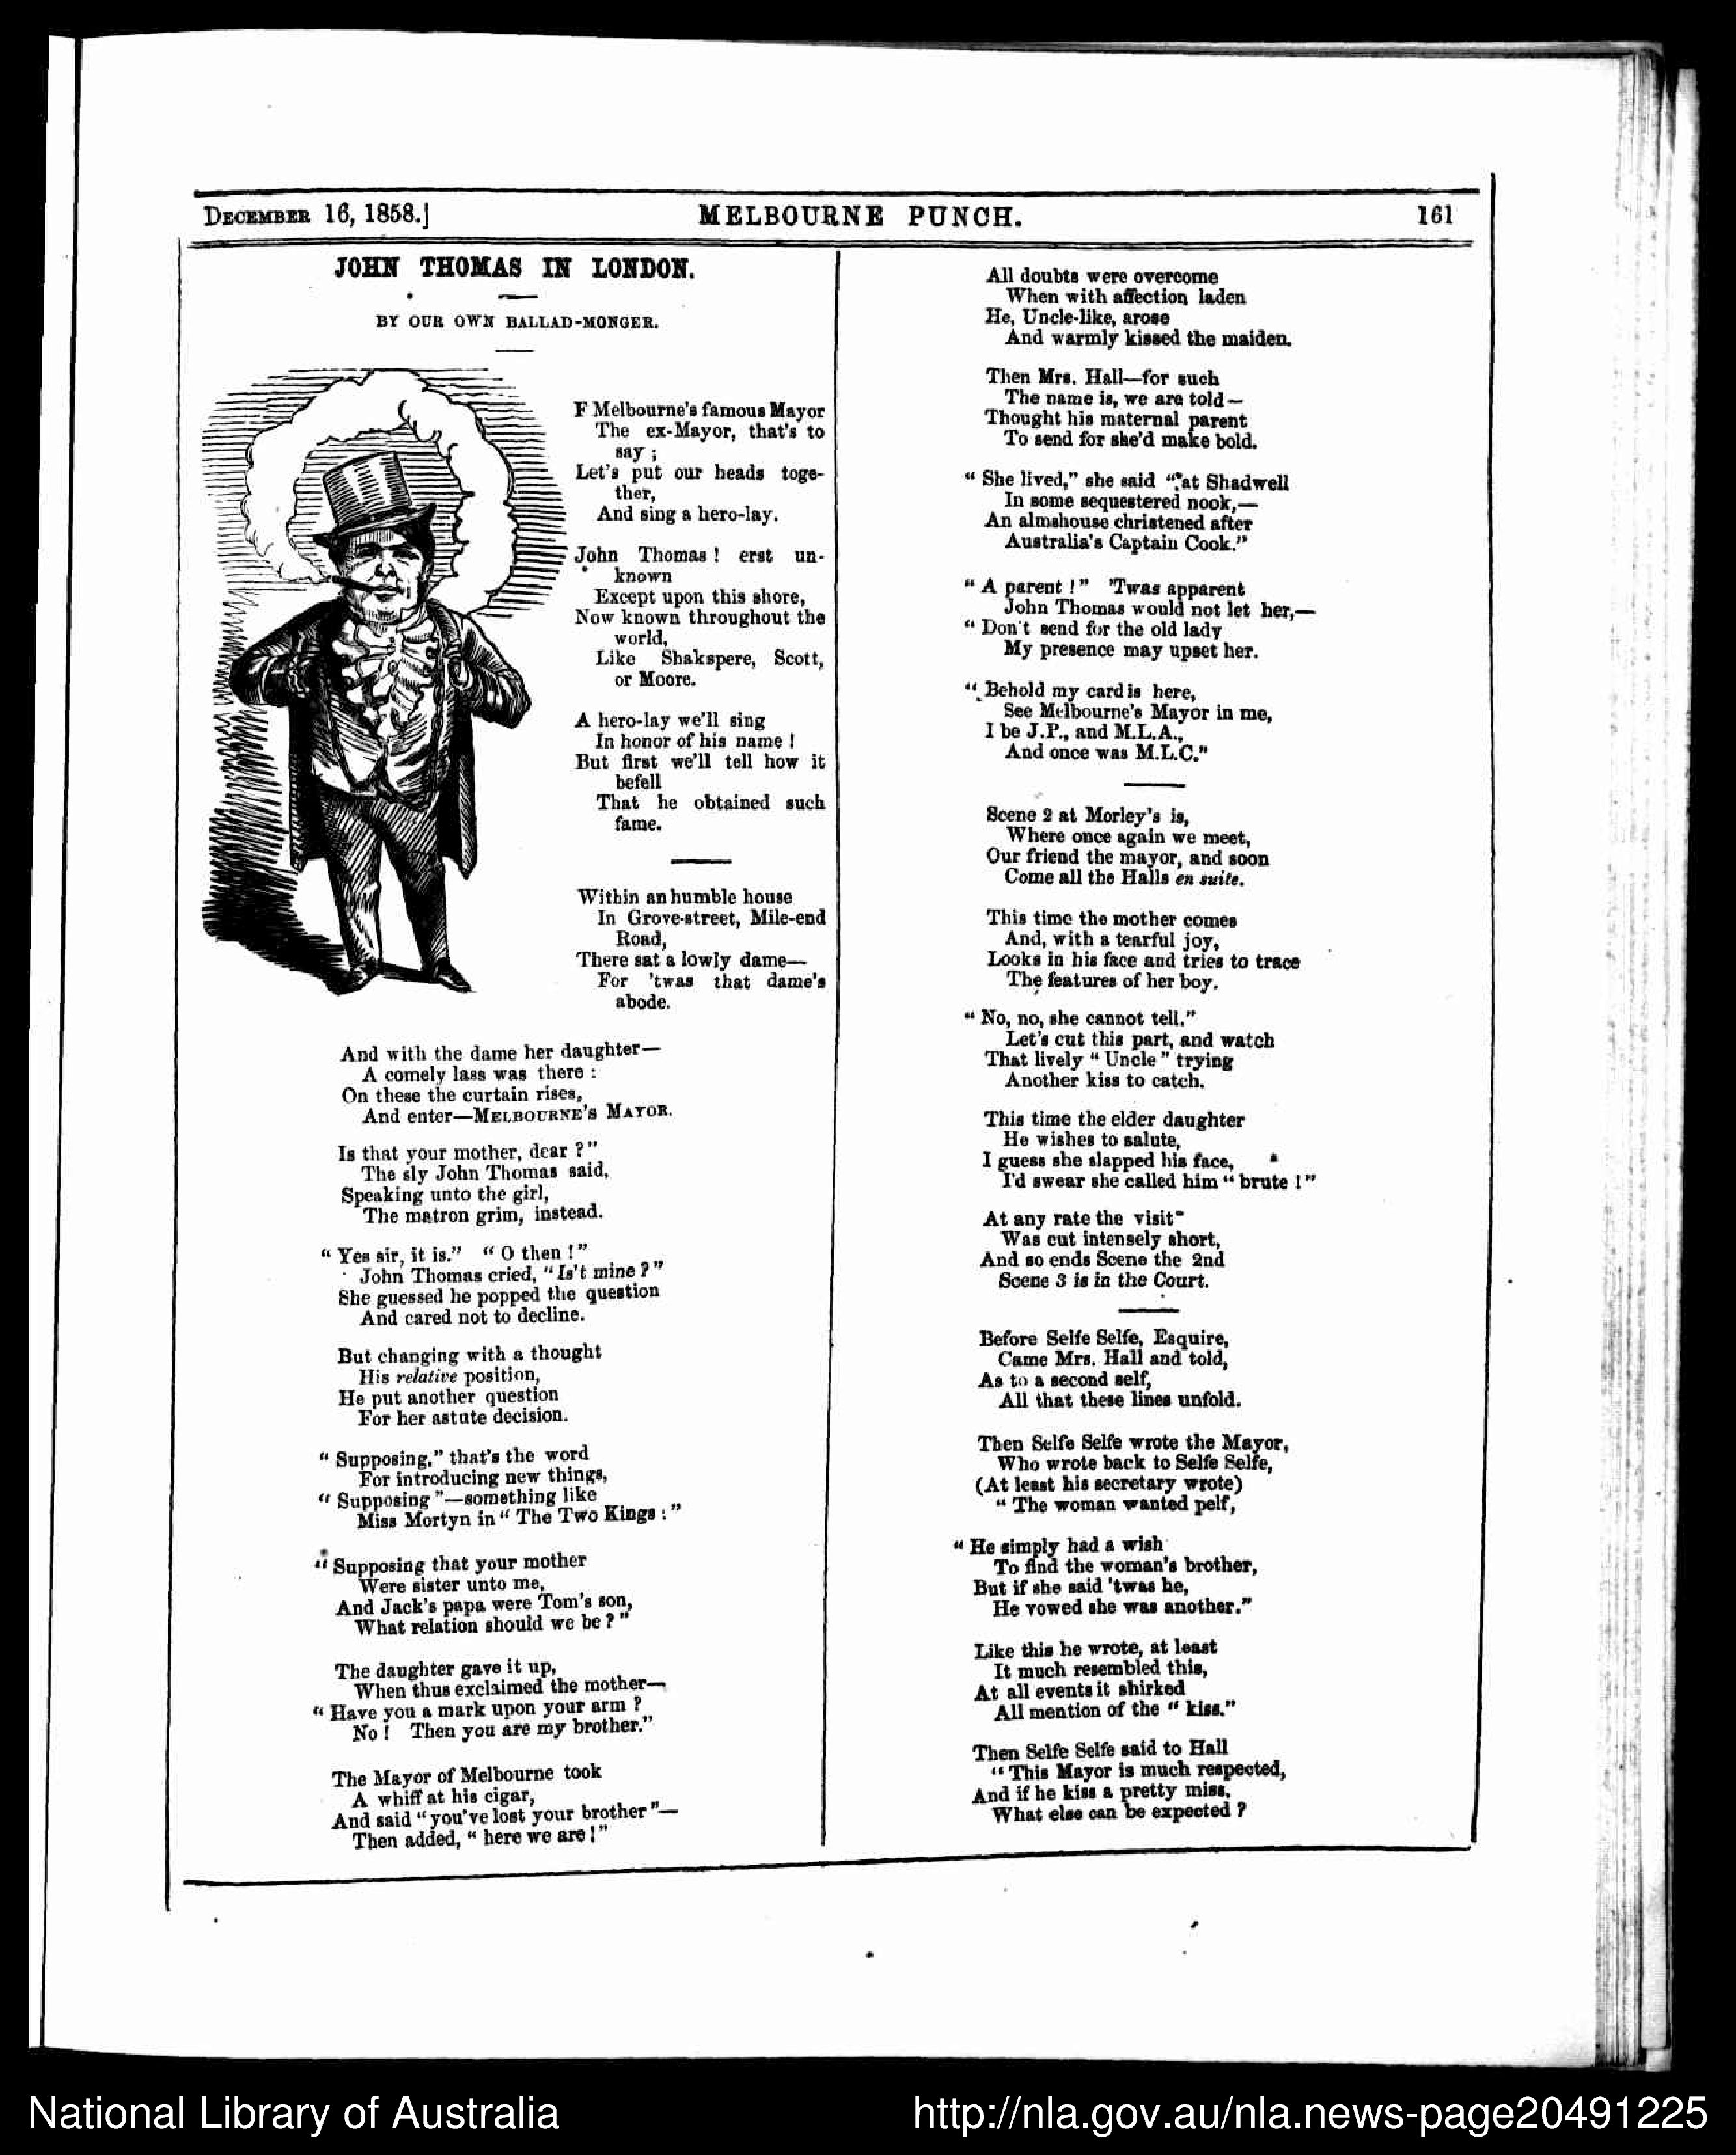 DECEMBER 16, 1858.]
MELBOURNE PUNCH.
161
JOHN THOMAS IN LONDON.
BY OUR OWN BALLAD-MONGER.
F Melbourne's famous Mayor
The ex-Mayor, that's to
say ;
Let's put our heads toge-
ther,
And sing a hero-lay.
John Thomas ! erst un-
known
Except upon this shore,
Now known throughout the
world,
Like Shakspere, Scott,
or Moore.
A hero-lay we'll sing
In honor of his name !
But first we'll tell how it
befell
That he obtained such
fame.
Within an humble house
In Grove-street, Mile-end
Road,
There sat a lowly dame—
For 'twas that dame's
abode.
And with the dame her daughter—
A comely lass was there :
On these the curtain rises,
And enter—MELBOURNE'S MAYOR.
Is that your mother, dear ?"
The sly John Thomas said,
Speaking unto the girl,
The matron grim, instead.
" Yes sir, it is." " O then !"
John Thomas cried, " Is't mine ?"
She guessed he popped the question
And cared not to decline.
But changing with a thought
His relative position,
He put another question
For her astute decision.
" Supposing," that's the word
For introducing new things,
" Supposing "—something like
Miss Mortyn in " The Two Kings : "
" Supposing that your mother
Were sister unto me,
And Jack's papa were Tom's son,
What relation should we be ? "
The daughter gave it up,
When thus exclaimed the mother—
" Have you a mark upon your arm ?
No ! Then you are my brother."
The Mayor of Melbourne took
A whiff at his cigar,
And said " you've lost your brother "—
Then added, " here we are ! "
All doubts were overcome
When with affection laden
He, Uncle-like, arose
And warmly kissed the maiden.
Then Mrs. Hall—for such
The name is, we are told—
Thought his maternal parent
To send for she'd make bold.
" She lived," she said " at Shadwell
In some sequestered nook,—
An almshouse christened after
Australia's Captain Cook."
" A parent ! " 'Twas apparent
John Thomas would not let her,—
" Don't send for the old lady
My presence may upset her.
" Behold my card is here,
See Melbourne's Mayor in me,
I be J.P., and M.L.A.,
And once was M.L.C."
Scene 2 at Morley's is,
Where once again we meet,
Our friend the mayor, and soon
Come all the Halls en suite.
This time the mother comes
And, with a tearful joy,
Looks in his face and tries to trace
The features of her boy.
" No, no, she cannot tell."
Let's cut this part, and watch
That lively " Uncle " trying
Another kiss to catch.
This time the elder daughter
He wishes to salute,
I guess she slapped his face,
I'd swear she called him " brute ! "
At any rate the visit
Was cut intensely short,
And so ends Scene the 2nd
Scene 3 is in the Court.
Before Selfe Selfe, Esquire,
Came Mrs. Hall and told,
As to a second self,
All that these lines unfold.
Then Selfe Selfe wrote the Mayor,
Who wrote back to Selfe Selfe,
(At least his secretary wrote)
" The woman wanted pelf,
" He simply had a wish
To find the woman's brother,
But if she said 'twas he,
He vowed she was another."
Like this he wrote, at least
It much resembled this,
At all events it shirked
All mention of the " kiss."
Then Selfe Selfe said to Hall
" This Mayor is much respected,
And if he kiss a pretty miss,
What else can be expected ?
National Library of Australia
http://nla.gov.au/nla.news-page20491225